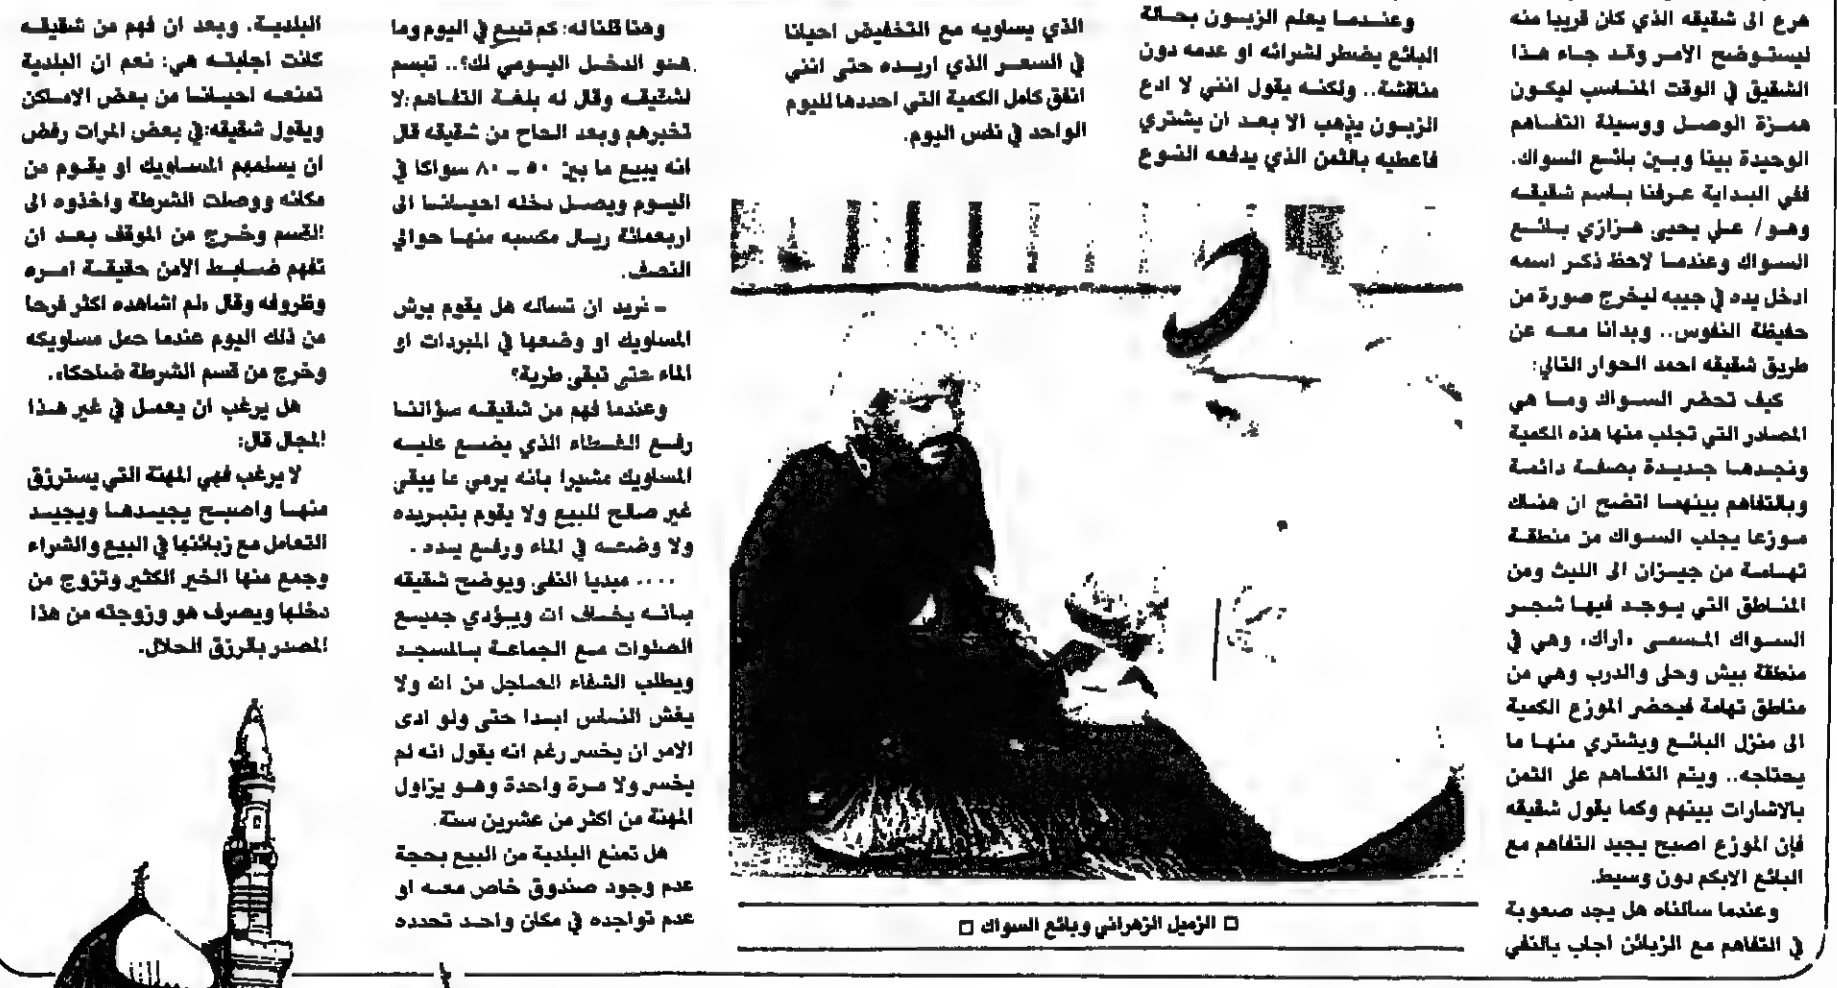 هرع الى شقيقه الذي كان قريبا منه
ليستوضح الامر وقد جاء هذا
الشقيق في الوقت المناسب ليكون
همزة الوصل ووسيلة التفاهم
الوحيدة بيننا وبين بائع السواك.
ففي البداية عرفنا باسم شقيقه
وهو/ علي يحيى هزازي بائع
السواك وعندما لاحظ ذكر اسمه
ادخل يده في جيبه ليخرج صورة من
حفيظة النفوس.. وبدأنا معه عن
طريق شقيقه احمد الحوار التالي:
كيف تحضر السواك وما هي
المصادر التي تجلب منها هذه الكمية
ونجدها جديدة بصفة دائمة
وبالتفاهم بينهما اتضح ان هناك
موزعا يجلب السواك من منطقة
تهامة من جيزان الى الليث ومن
المناطق التي يوجد فيها شجر
السواك المسمى «اراك» وهي في
منطقة بيش وحلى والدرب وهي من
مناطق تهامة فيحضر الموزع الكمية
الى منزل البائع ويشتري منها ما
يحتاجه.. ويتم التفاهم على الثمن
بالاشارات بينهم وكما يقول شقيقه
فإن الموزع اصبح يجيد التفاهم مع
البائع الابكم دون وسيط.
وعندما سألناه هل يجد صعوبة
في التفاهم مع الزبائن اجاب بالنفي
وعندما يعلم الزبون بحالة
البائع يضطر لشرائه او عدمه دون
مناقشة.. ولكنه يقول انني لا ادع
الزبون يذهب الا بعد ان يشتري
فاعطيه بالثمن الذي يدفعه النوع
الذي يساويه مع التخفيض احيانا
في السعر الذي اريده حتى انني
انفق كامل الكمية التي احددها لليوم
الواحد في نفس اليوم.
□ الزميل الزهراني وبائع السواك □
وهنا قلنا له: كم تبيع في اليوم وما
هو الدخل اليومي لك؟.. تبسم
لشقيقه وقال له بلغة التفاهم: لا
تخبرهم وبعد الحاح من شقيقه قال
انه يبيع ما بين ٥٠ ـ ٨٠ سواكا في
اليوم ويصل دخله احيانا الى
اربعمائة ريال مكسبه منها حوالي
النصف.
ـ نريد ان تسأله هل يقوم برش
المساويك او وضعها في المبردات او
الماء حتى تبقى طرية؟
وعندما فهم من شقيقه سؤالنا
رفع الغطاء الذي يضع عليه
المساويك مشيرا بانه يرمي ما يبقى
غير صالح للبيع ولا يقوم بتبريده
ولا وضعه في الماء ورفع يده.
.... مبديا النفي ويوضح شقيقه
بانه يخاف الله ويؤدي جميع
الصلوات مع الجماعة بالمسجد
ويطلب الشفاء العاجل من الله ولا
يغش الناس ابدا حتى ولو ادى
الامر ان يخسر رغم انه يقول انه لم
يخسر ولا مرة واحدة وهو يزاول
المهنة من اكثر من عشرين سنة.
هل تمنع البلدية من البيع بحجة
عدم وجود صندوق خاص معه او
عدم تواجده في مكان واحد تحدده
البلدية. وبعد ان فهم من شقيقه
كانت اجابته هي: نعم ان البلدية
تمنعه احيانا من بعض الاماكن
ويقول شقيقه: في بعض المرات رفض
ان يسلمهم المساويك او يقوم من
مكانه ووصلت الشرطة واخذوه الى
القسم وخرج من الموقف بعد ان
تفهم ضابط الأمن حقيقة امره
وظروفه وقال «لم اشاهده اكثر فرحا
من ذلك اليوم عندما حمل مساويكه
وخرج من قسم الشرطة ضاحكا».
هل يرغب ان يعمل في غير هذا
المجال قال:
لا يرغب فهي المهنة التي يسترزق
منها واصبح يجيدها ويجيد
التعامل مع زبائنها في البيع والشراء
وجمع منها الخير الكثير وتزوج من
دخلها ويصرف هو وزوجته من هذا
المصدر بالرزق الحلال.